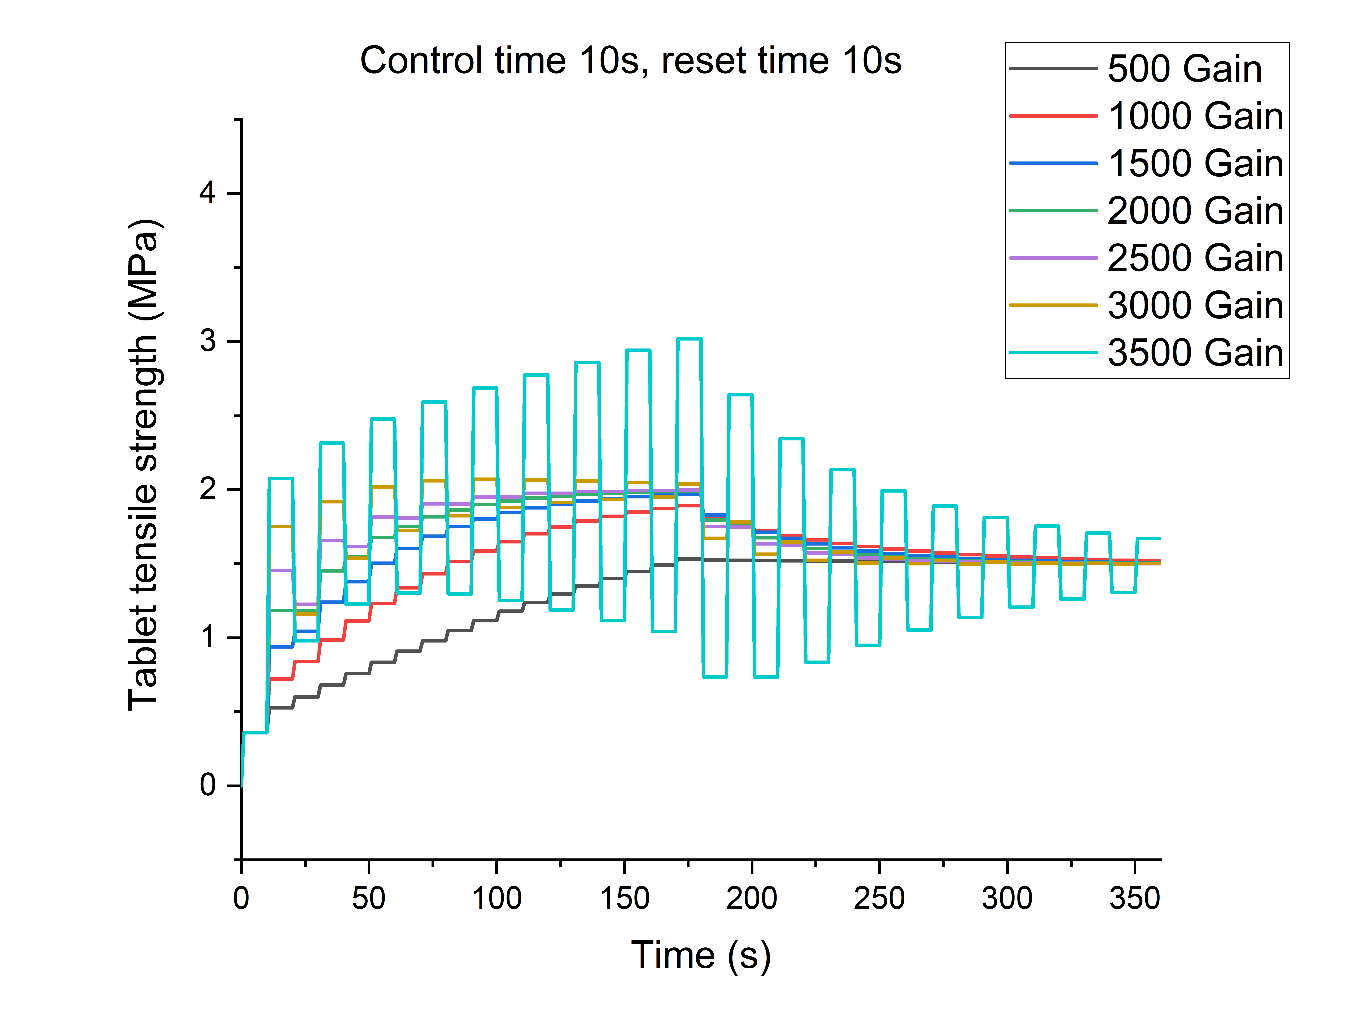 Control time 10s, reset time 10s
500 Gain
1000 Gain
1500 Gain
2000 Gain
2500 Gain
3000 Gain
3500 Gain
Tablet tensile strength (MPa)
4
3
2
1
0
0 50 100 150 200 250 300 350
Time (s)